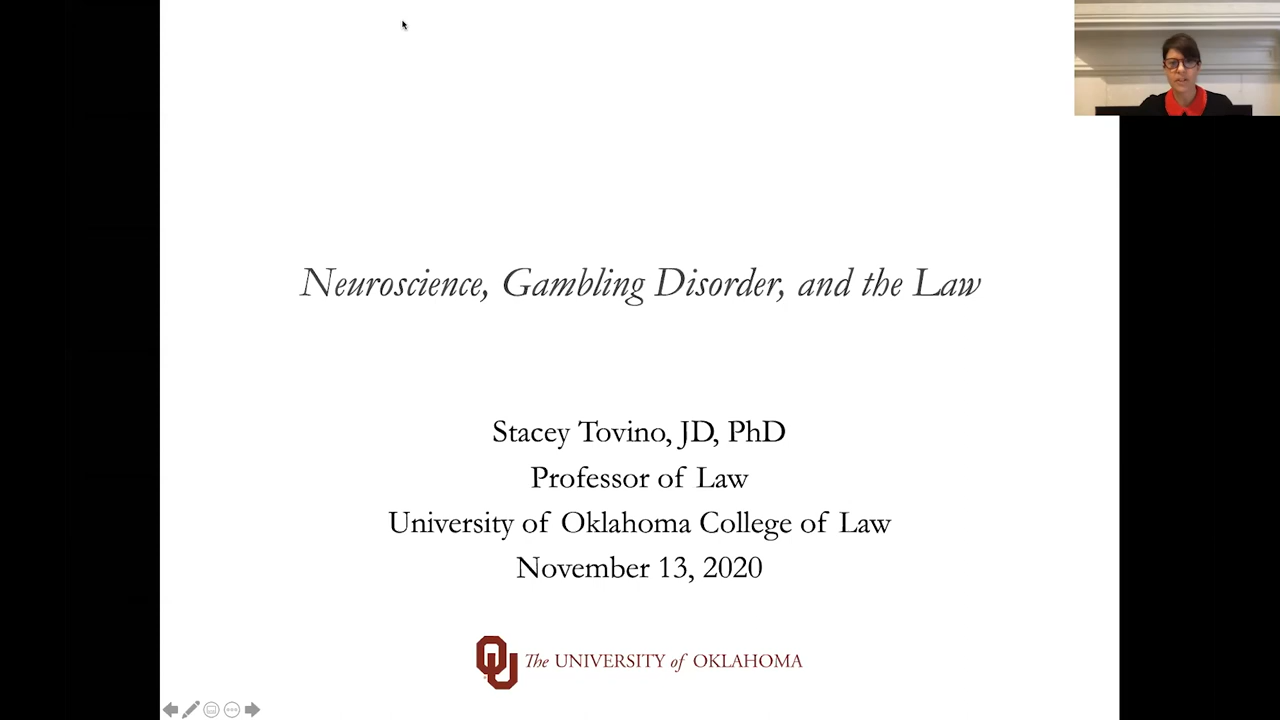 Neuroscience, Gambling Disorder, and the Law
Stacey Tovino, JD, PhD
Professor of Law
University of Oklahoma College of Law
November 13, 2020
OU The UNIVERSITY of OKLAHOMA